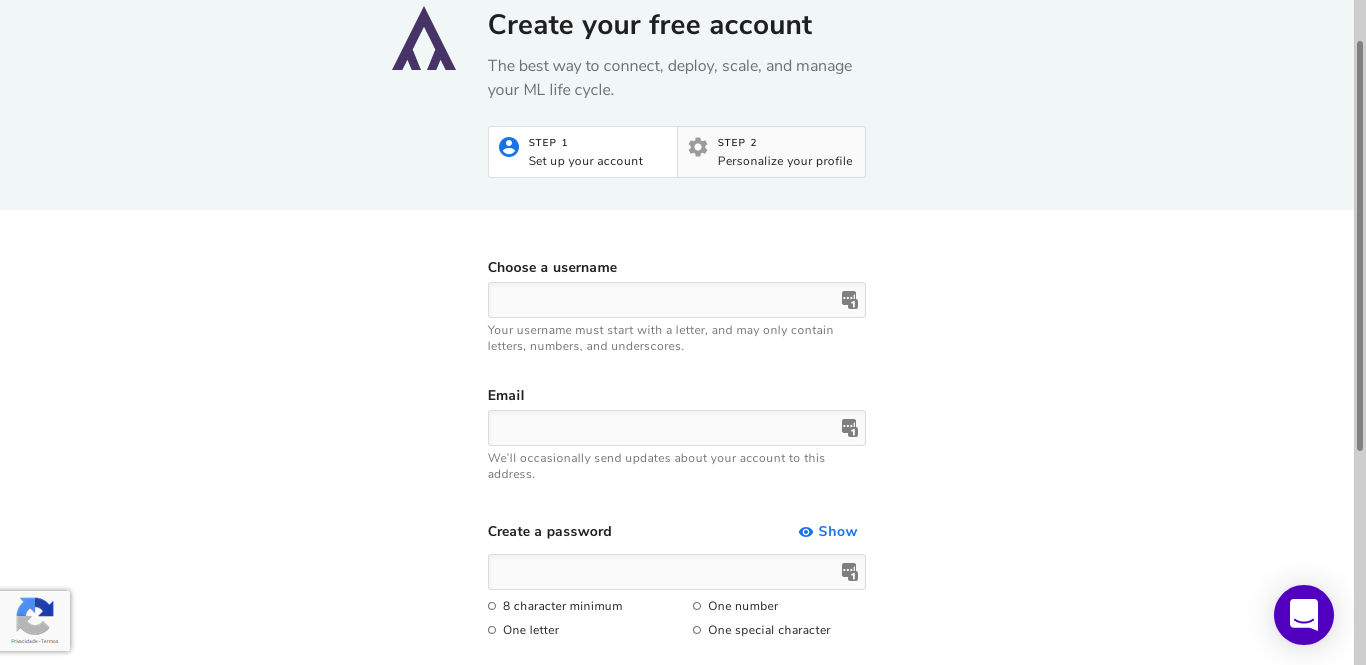 Create your free account
The best way to connect, deploy, scale, and manage
your ML life cycle.
STEP 1
Set up your account
STEP 2
Personalize your profile
Choose a username
1
Your username must start with a letter, and may only contain
letters, numbers, and underscores.
Email
1
We'll occasionally send updates about your account to this
address.
Create a password
Show
1
8 character minimum
One number
One letter
One special character
Privacidade - Termos